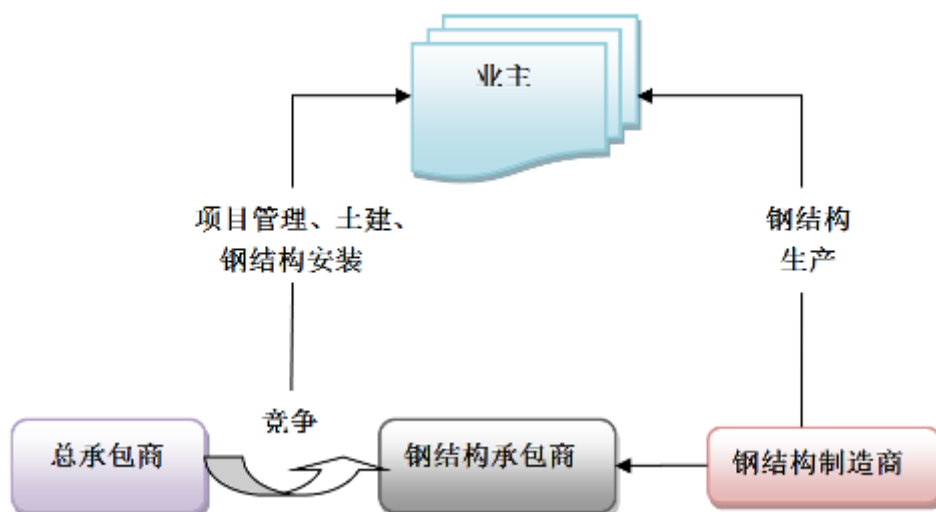 业主
项目管理、土建、
钢结构安装
钢结构
生产
竞争
总承包商
钢结构承包商
钢结构制造商